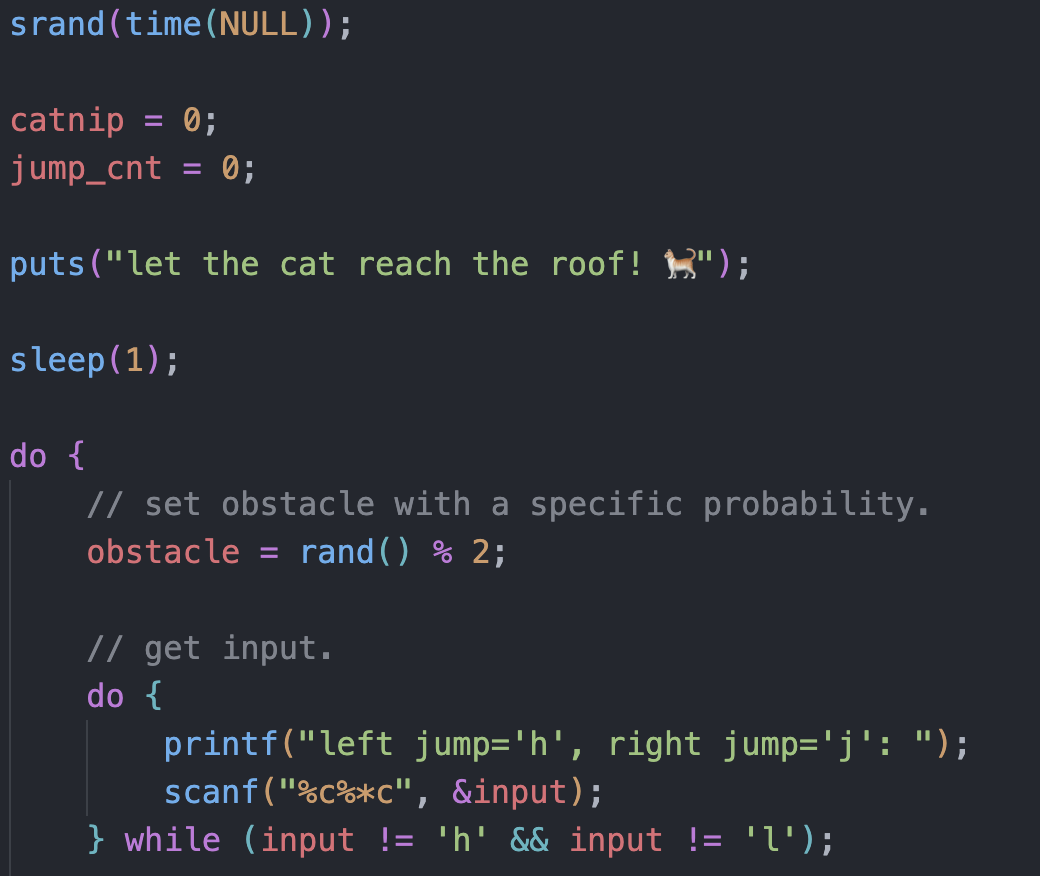 srand(time(NULL));
catnip = 0;
jump_cnt = 0;
puts("let the cat reach the roof! 🐈");
sleep(1);
do {
// set obstacle with a specific probability.
obstacle = rand() % 2;
// get input.
do {
printf("left jump='h', right jump='j': ");
scanf("%c%*c", &input);
} while (input != 'h' && input != 'l');